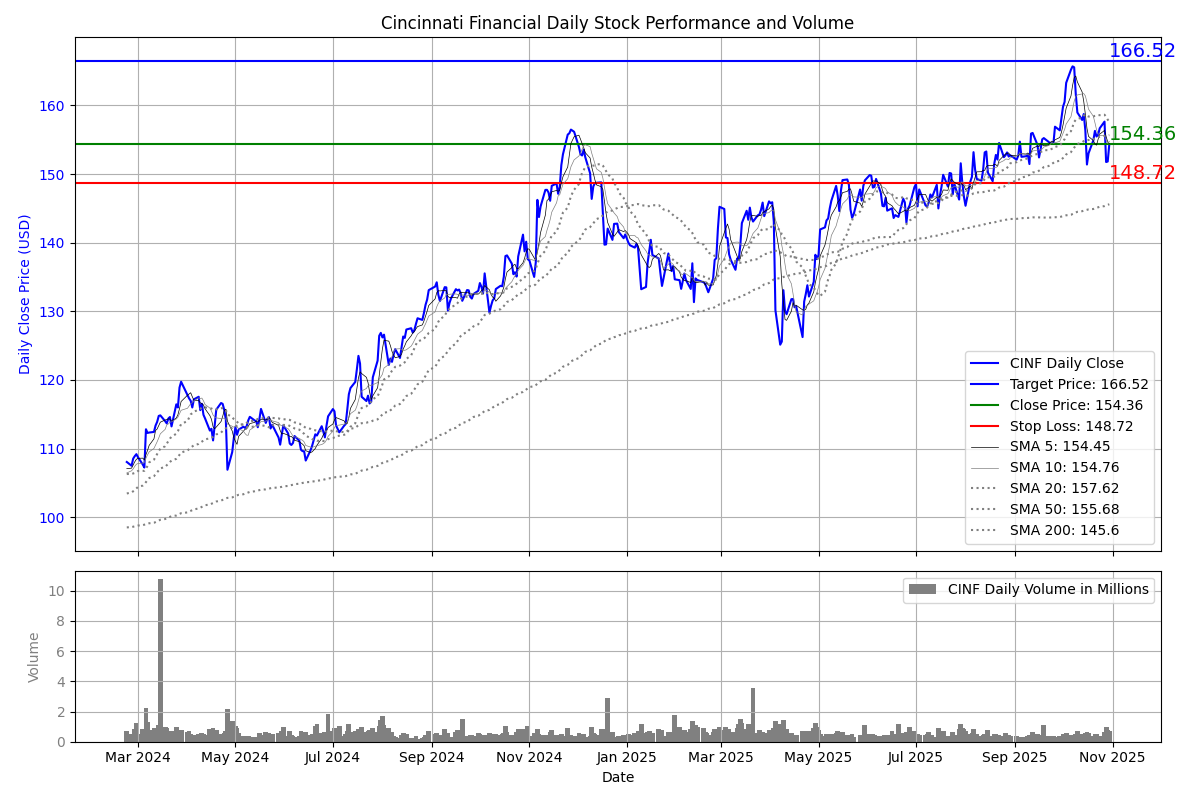 Cincinnati Financial Daily Stock Performance and Volume
166.52
160
154.36
150
148.72
140
130
120
110
100
Daily Close Price (USD)
CINF Daily Close
Target Price: 166.52
Close Price: 154.36
Stop Loss: 148.72
SMA 5: 154.45
SMA 10: 154.76
SMA 20: 157.62
SMA 50: 155.68
SMA 200: 145.6
CINF Daily Volume in Millions
10
8
6
4
2
0
Volume
Mar 2024 May 2024 Jul 2024 Sep 2024 Nov 2024 Jan 2025 Mar 2025 May 2025 Jul 2025 Sep 2025 Nov 2025
Date